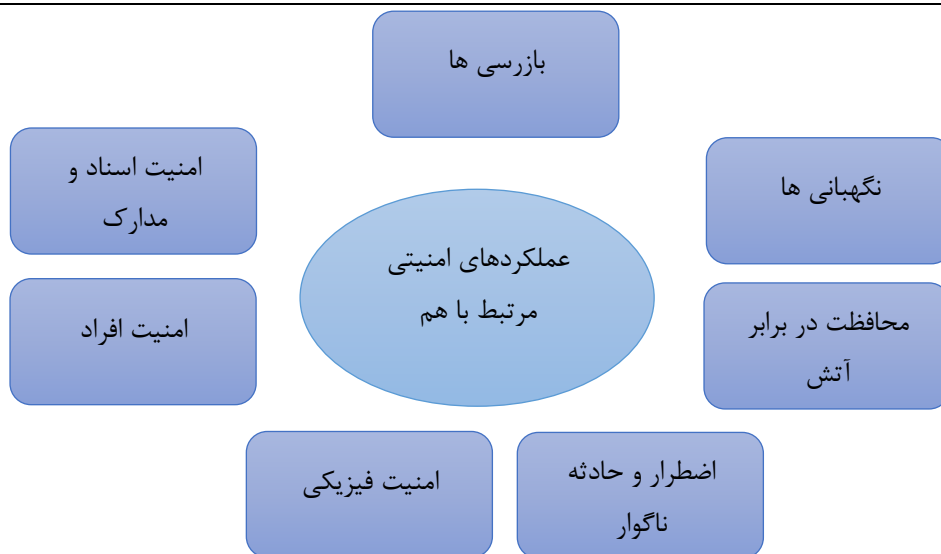 بازرسی ها
نگهبانی ها
امنیت اسناد و
مدارک
عملکردهای امنیتی
مرتبط با هم
محافظت در برابر
آتش
امنیت افراد
اضطرار و حادثه
ناگوار
امنیت فیزیکی